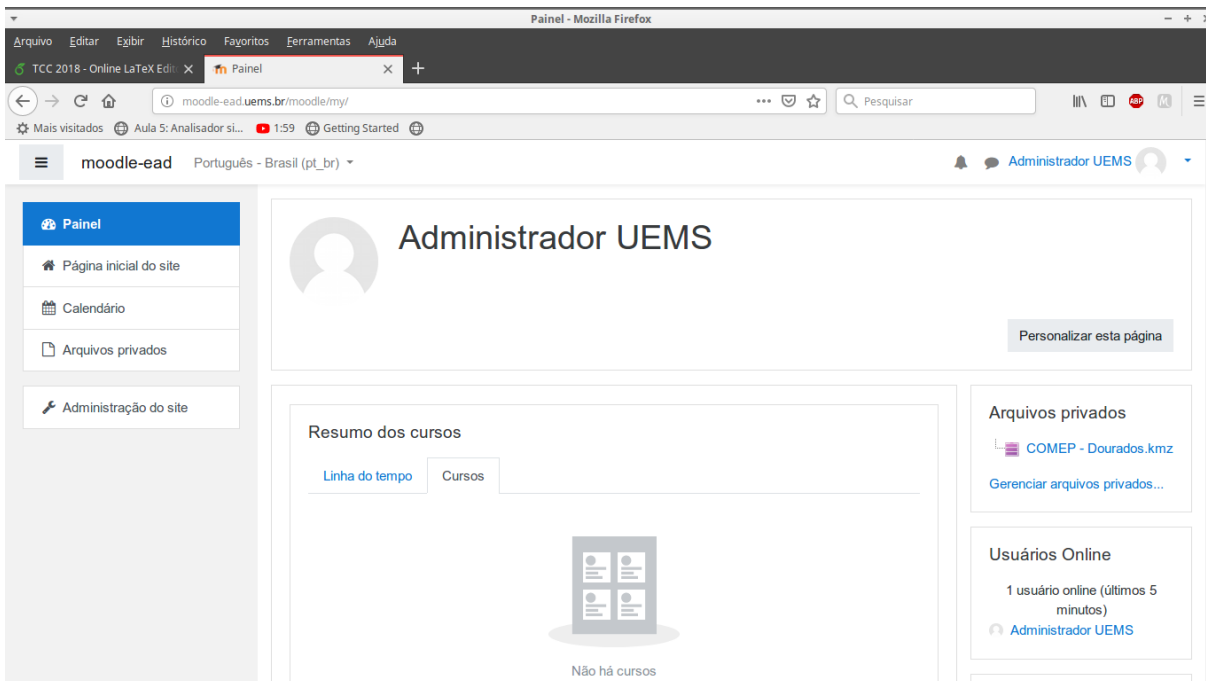 Painel - Mozilla Firefox
Arquivo Editar Exibir Histórico Favoritos Ferramentas Ajuda
TCC 2018 - Online LaTeX Edit Painel
moodle-ead.uems.br/moodle/my/ Pesquisar ABP
Mais visitados Aula 5: Analisador si... 1:59 Getting Started
moodle-ead Português - Brasil (pt_br) Administrador UEMS
Painel
Página inicial do site
Calendário
Arquivos privados
Administração do site
Administrador UEMS
Personalizar esta página
Resumo dos cursos
Linha do tempo Cursos
Não há cursos
Arquivos privados
COMEP - Dourados.kmz
Gerenciar arquivos privados...
Usuários Online
1 usuário online (últimos 5
minutos)
Administrador UEMS